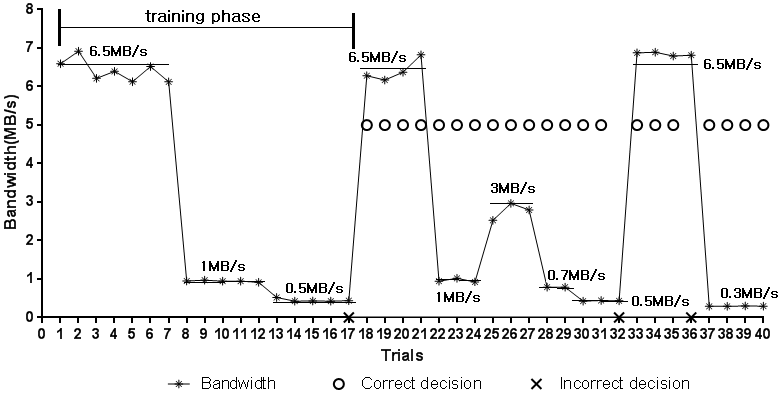 training phase
8
7
6
5
4
3
2
1
0
Bandwidth(MB/s)
6.5MB/s
6.5MB/s
6.5MB/s
3MB/s
1MB/s
0.5MB/s
1MB/s
0.7MB/s
0.5MB/s
0.3MB/s
0 1 2 3 4 5 6 7 8 9 10 11 12 13 14 15 16 17 18 19 20 21 22 23 24 25 26 27 28 29 30 31 32 33 34 35 36 37 38 39 40
Trials
Bandwidth Correct decision Incorrect decision